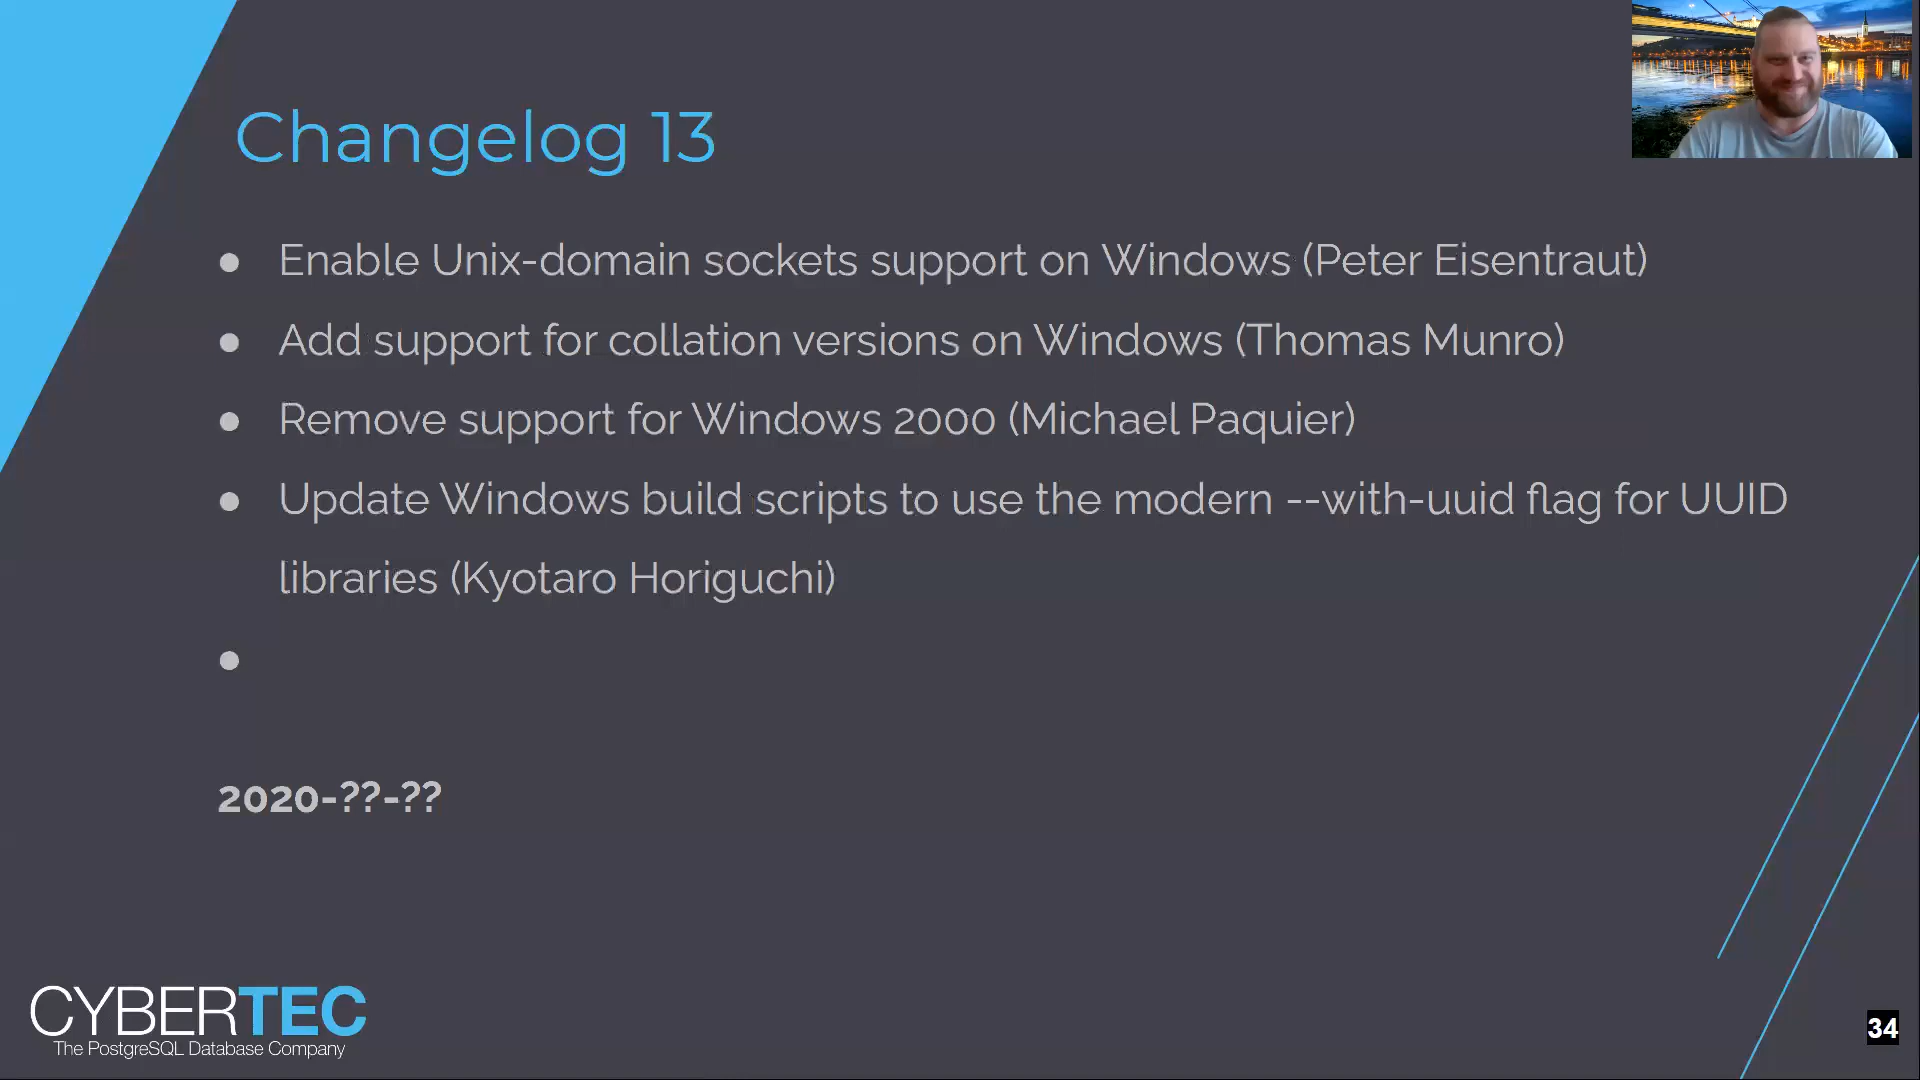 Changelog 13
● Enable Unix-domain sockets support on Windows (Peter Eisentraut)
● Add support for collation versions on Windows (Thomas Munro)
● Remove support for Windows 2000 (Michael Paquier)
● Update Windows build scripts to use the modern --with-uuid flag for UUID
libraries (Kyotaro Horiguchi)
●
2020-??-??
CYBERTEC
The PostgreSQL Database Company
34